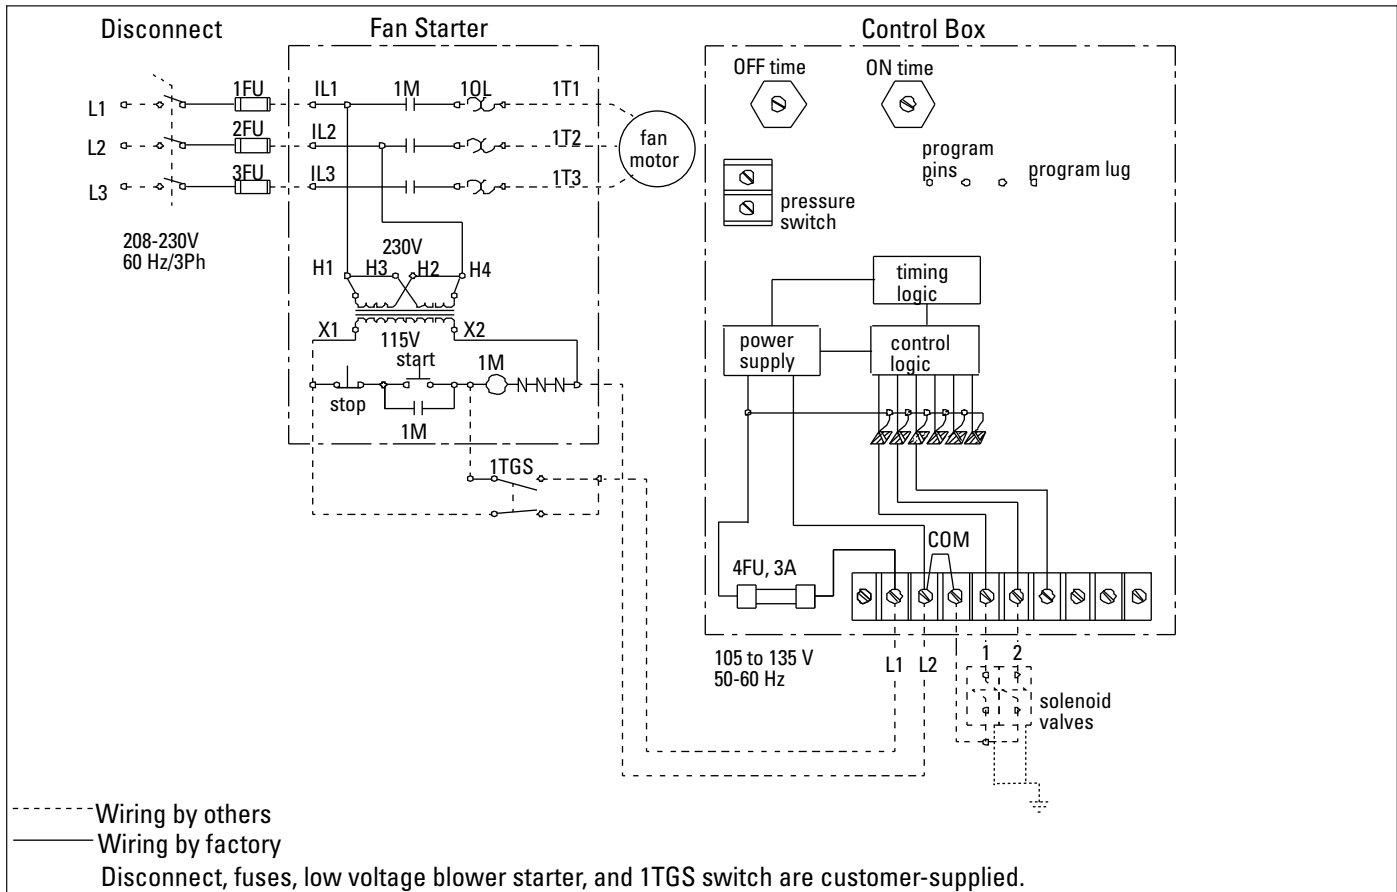 Disconnect
Fan Starter
Control Box
OFF time
ON time
1FU
IL1
1M
1OL
1T1
L1
2FU
IL2
1T2
L2
fan
motor
3FU
IL3
1T3
L3
program
pins
program lug
pressure
switch
208-230V
60 Hz/3Ph
230V
H1
H3
H2
H4
timing
logic
X1
X2
115V
start
1M
stop
1M
power
supply
control
logic
1TGS
COM
4FU, 3A
105 to 135 V
50-60 Hz
L1
L2
1
2
solenoid
valves
Wiring by others
Wiring by factory
Disconnect, fuses, low voltage blower starter, and 1TGS switch are customer-supplied.